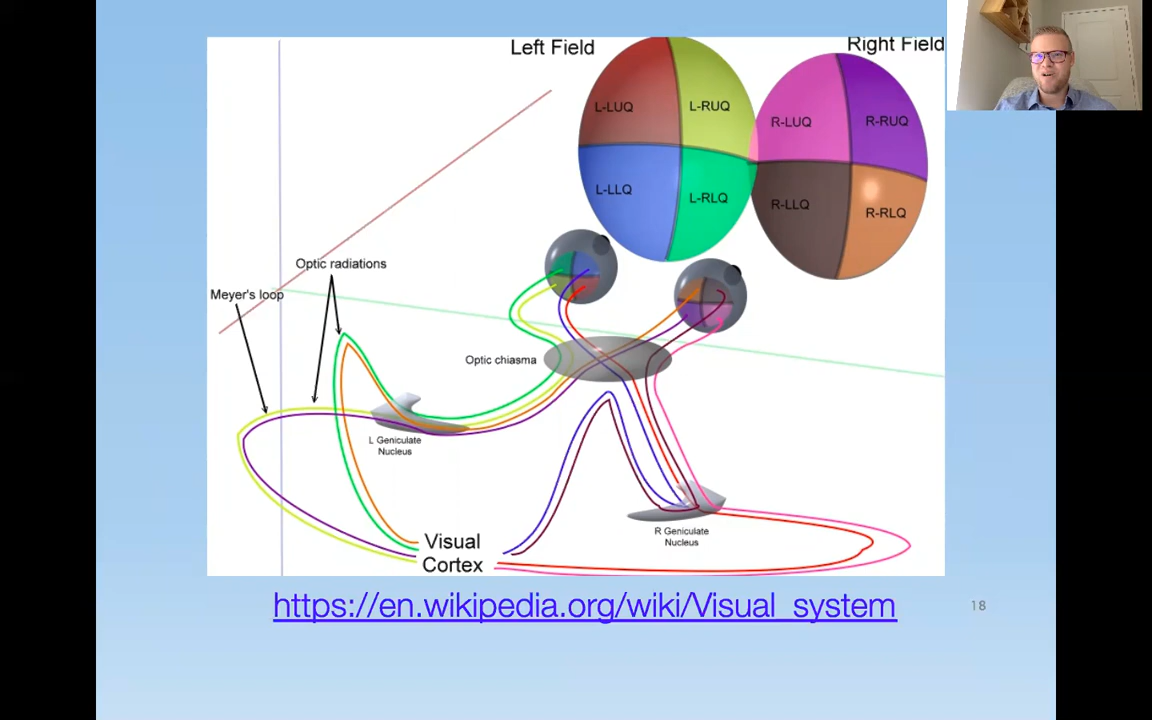 Left Field
Right Field
L-LUQ
L-RUQ
R-LUQ
R-RUQ
L-LLQ
L-RLQ
R-LLQ
R-RLQ
Optic radiations
Meyer's loop
Optic chiasma
L Geniculate
Nucleus
R Geniculate
Nucleus
Visual
Cortex
https://en.wikipedia.org/wiki/Visual_system
18